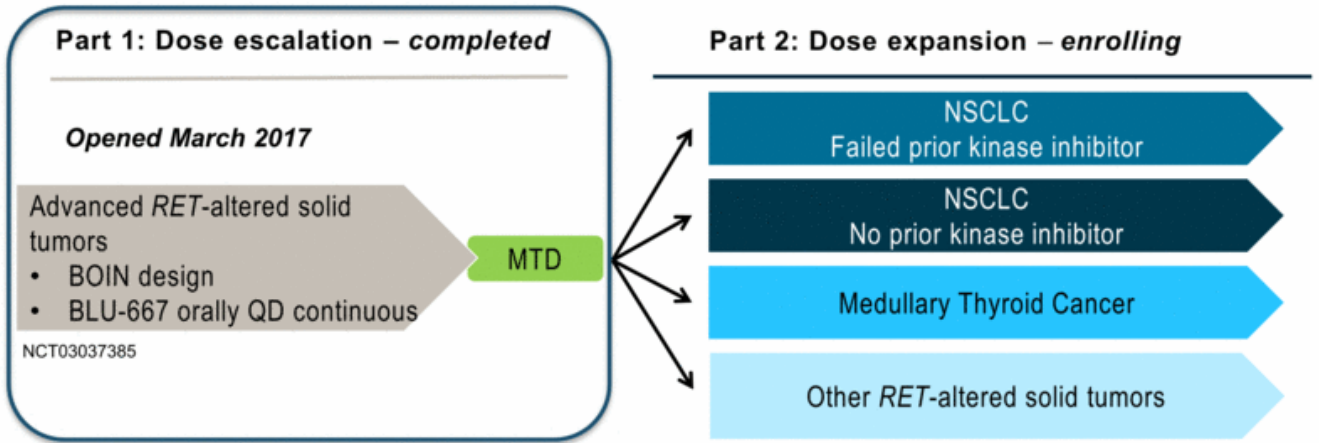 Part 1: Dose escalation – completed
Opened March 2017
Advanced RET-altered solid
tumors
• BOIN design
• BLU-667 orally QD continuous
NCT03037385
MTD
Part 2: Dose expansion – enrolling
NSCLC
Failed prior kinase inhibitor
NSCLC
No prior kinase inhibitor
Medullary Thyroid Cancer
Other RET-altered solid tumors